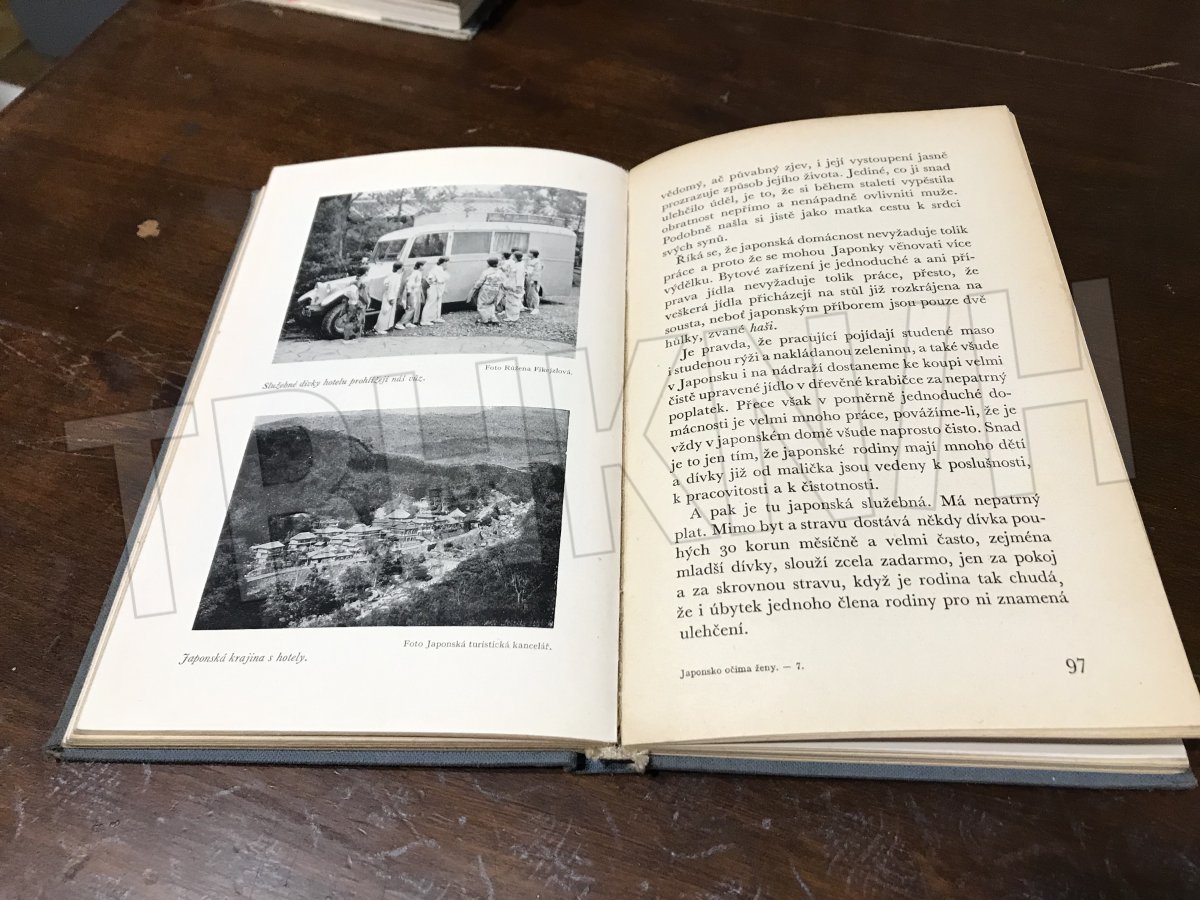 Foto Růžena Fikejzlová.
Služebné dívky hotelu prohlížejí náš vůz.
Foto Japonská turistická kancelář.
Japonská krajina s hotely.
vědomý, ač půvabný zjev, i její vystoupení jasně
prozrazuje způsob jejího života. Jediné, co jí snad
ulehčilo úděl, je to, že si během staletí vypěstila
obratnost nepřímo a nenápadně ovlivniti muže.
Podobně našla si jistě jako matka cestu k srdci
svých synů.
Říká se, že japonská domácnost nevyžaduje tolik
práce a proto že se mohou Japonky věnovati více
výdělku. Bytové zařízení je jednoduché a ani pří-
prava jídla nevyžaduje tolik práce, přesto, že
veškerá jídla přicházejí na stůl již rozkrájena na
sousta, neboť japonským příborem jsou pouze dvě
hůlky, zvané haši.
Je pravda, že pracující pojídají studené maso
i studenou rýži a nakládanou zeleninu, a také všude
v Japonsku i na nádraží dostaneme ke koupi velmi
čistě upravené jídlo v dřevěné krabičce za nepatrný
poplatek. Přece však v poměrně jednoduché do-
mácnosti je velmi mnoho práce, povážíme-li, že je
vždy v japonském domě všude naprosto čisto. Snad
je to jen tím, že japonské rodiny mají mnoho dětí
a dívky již od malička jsou vedeny k poslušnosti,
k pracovitosti a k čistotnosti.
A pak je tu japonská služebná. Má nepatrný
plat. Mimo byt a stravu dostává někdy dívka pou-
hých 30 korun měsíčně a velmi často, zejména
mladší dívky, slouží zcela zadarmo, jen za pokoj
a za skrovnou stravu, když je rodina tak chudá,
že i úbytek jednoho člena rodiny pro ni znamená
ulehčení.
Japonsko očima ženy. — 7.
97